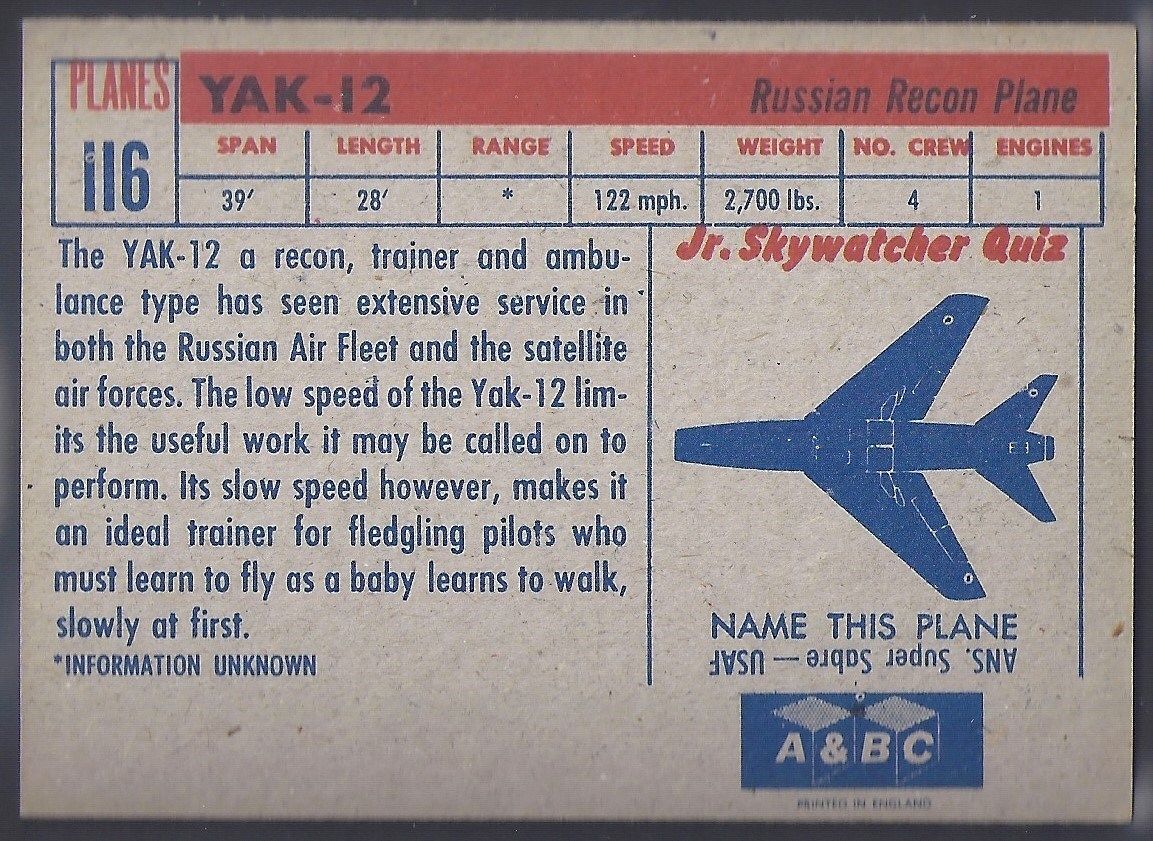 PLANES
116
YAK-12 Russian Recon Plane
SPAN LENGTH RANGE SPEED WEIGHT NO. CREW ENGINES
39′ 28′ * 122 mph. 2,700 lbs. 4 1
The YAK-12 a recon, trainer and ambu-
lance type has seen extensive service in
both the Russian Air Fleet and the satellite
air forces. The low speed of the Yak-12 lim-
its the useful work it may be called on to
perform. Its slow speed however, makes it
an ideal trainer for fledgling pilots who
must learn to fly as a baby learns to walk,
slowly at first.
*INFORMATION UNKNOWN
Jr. Skywatcher Quiz
NAME THIS PLANE
ANS. Super Sabre — USAF
A & B C
PRINTED IN ENGLAND